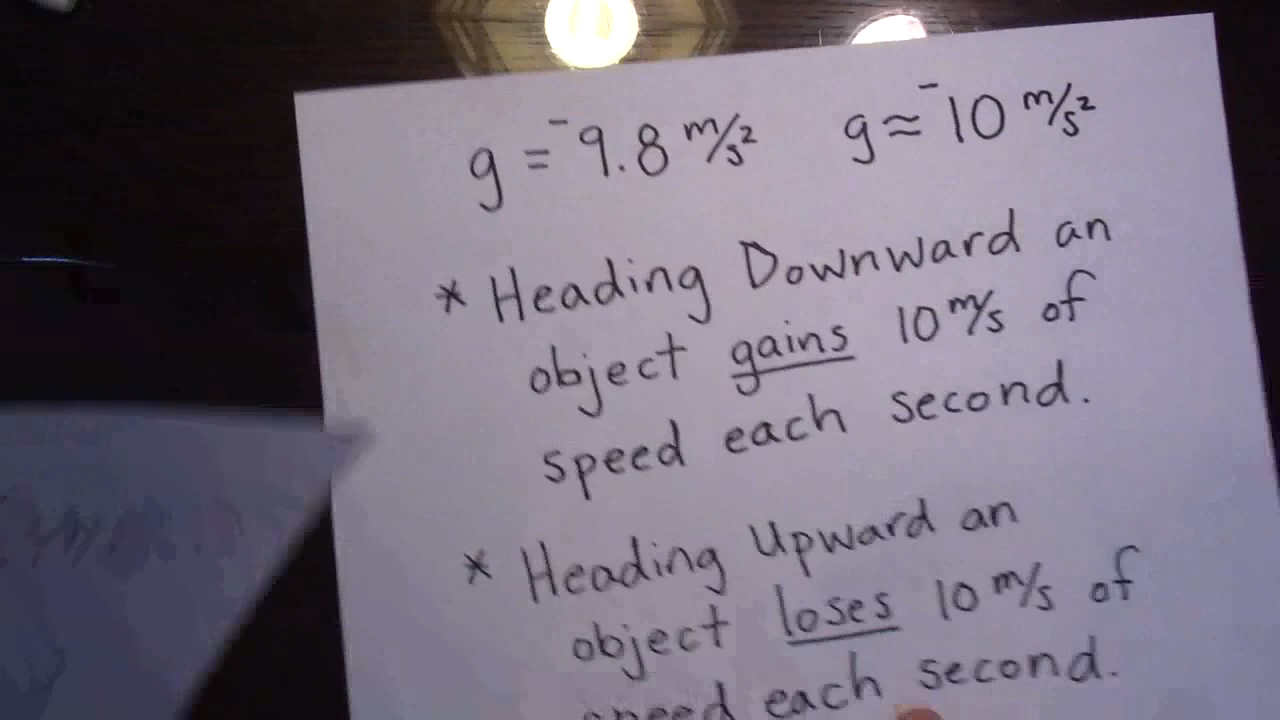 g = ⁻9.8 m/s² g ≈ ⁻10 m/s²
* Heading Downward an
object gains 10 m/s of
speed each second.
* Heading Upward an
object loses 10 m/s of
speed each second.